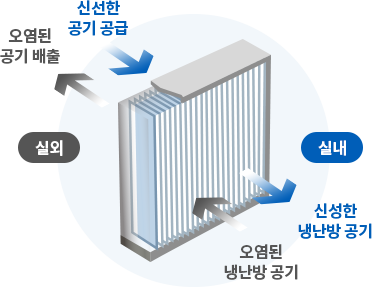 신선한
공기 공급
오염된
공기 배출
실외
실내
신성한
냉난방 공기
오염된
냉난방 공기